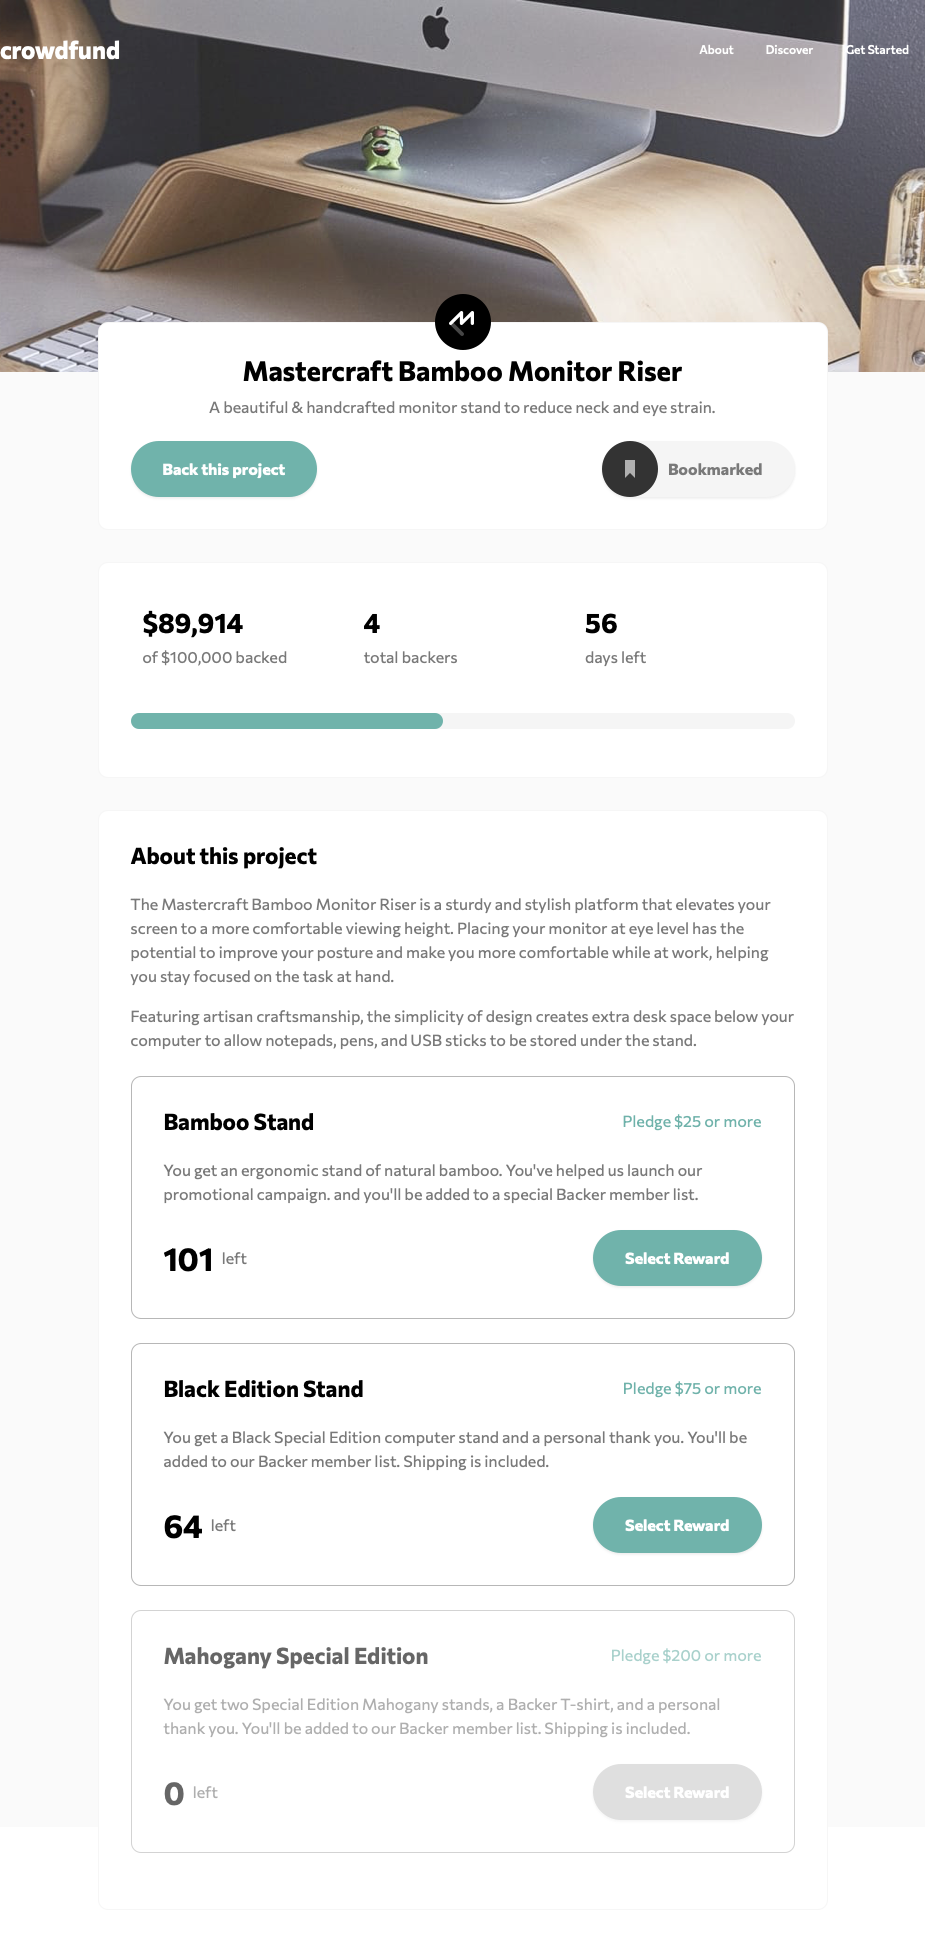 crowdfund
About Discover Get Started
Mastercraft Bamboo Monitor Riser
A beautiful & handcrafted monitor stand to reduce neck and eye strain.
Back this project
Bookmarked
$89,914
of $100,000 backed
4
total backers
56
days left
About this project
The Mastercraft Bamboo Monitor Riser is a sturdy and stylish platform that elevates your
screen to a more comfortable viewing height. Placing your monitor at eye level has the
potential to improve your posture and make you more comfortable while at work, helping
you stay focused on the task at hand.
Featuring artisan craftsmanship, the simplicity of design creates extra desk space below your
computer to allow notepads, pens, and USB sticks to be stored under the stand.
Bamboo Stand
Pledge $25 or more
You get an ergonomic stand of natural bamboo. You've helped us launch our
promotional campaign. and you'll be added to a special Backer member list.
101 left
Select Reward
Black Edition Stand
Pledge $75 or more
You get a Black Special Edition computer stand and a personal thank you. You'll be
added to our Backer member list. Shipping is included.
64 left
Select Reward
Mahogany Special Edition
Pledge $200 or more
You get two Special Edition Mahogany stands, a Backer T-shirt, and a personal
thank you. You'll be added to our Backer member list. Shipping is included.
0 left
Select Reward